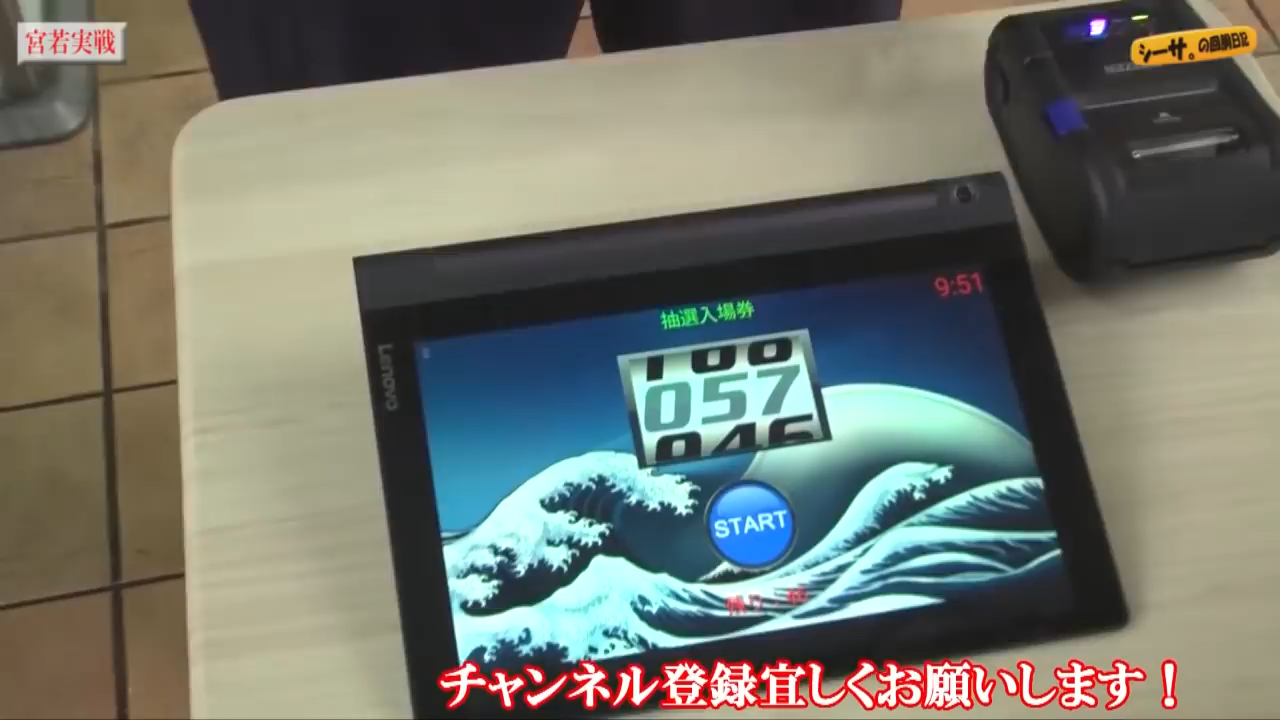 宮若実戦
シーサ。の回胴日記
9:51
抽選入場券
100
057
046
Lenovo
START
チャンネル登録宜しくお願いします！